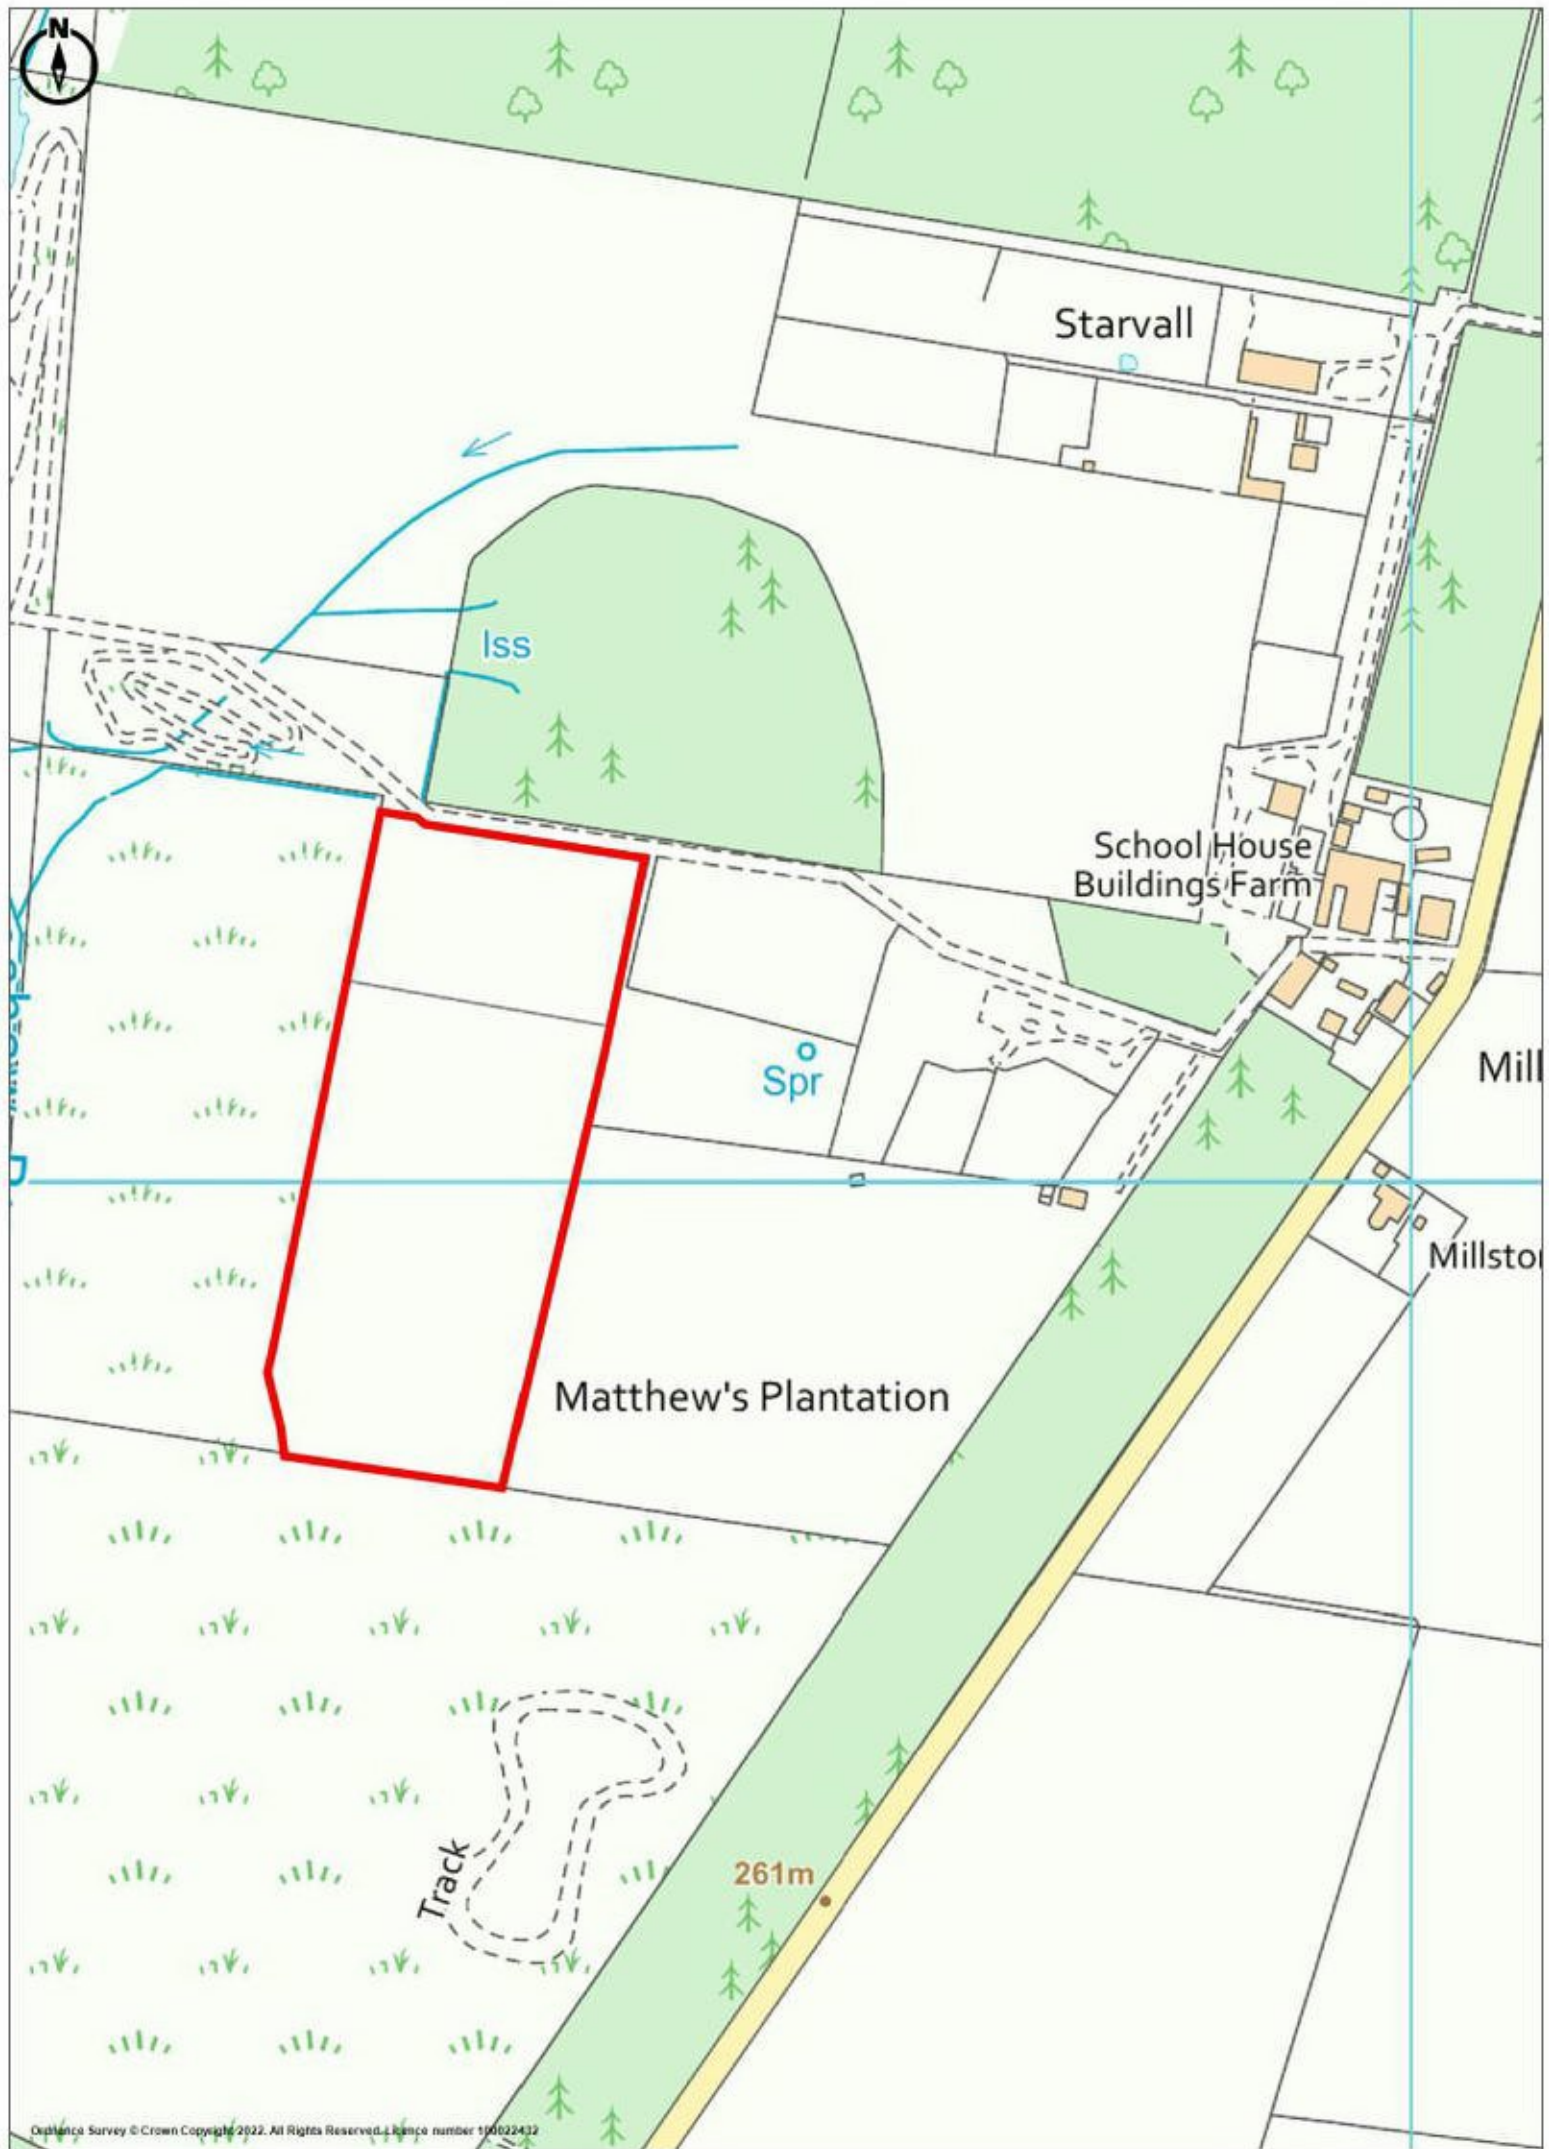 N
Starvall
Iss
School House
Buildings Farm
Spr
Mill
Millsto
Matthew's Plantation
Track
261m
Ordnance Survey © Crown Copyright 2022. All Rights Reserved. Licence number 100022432